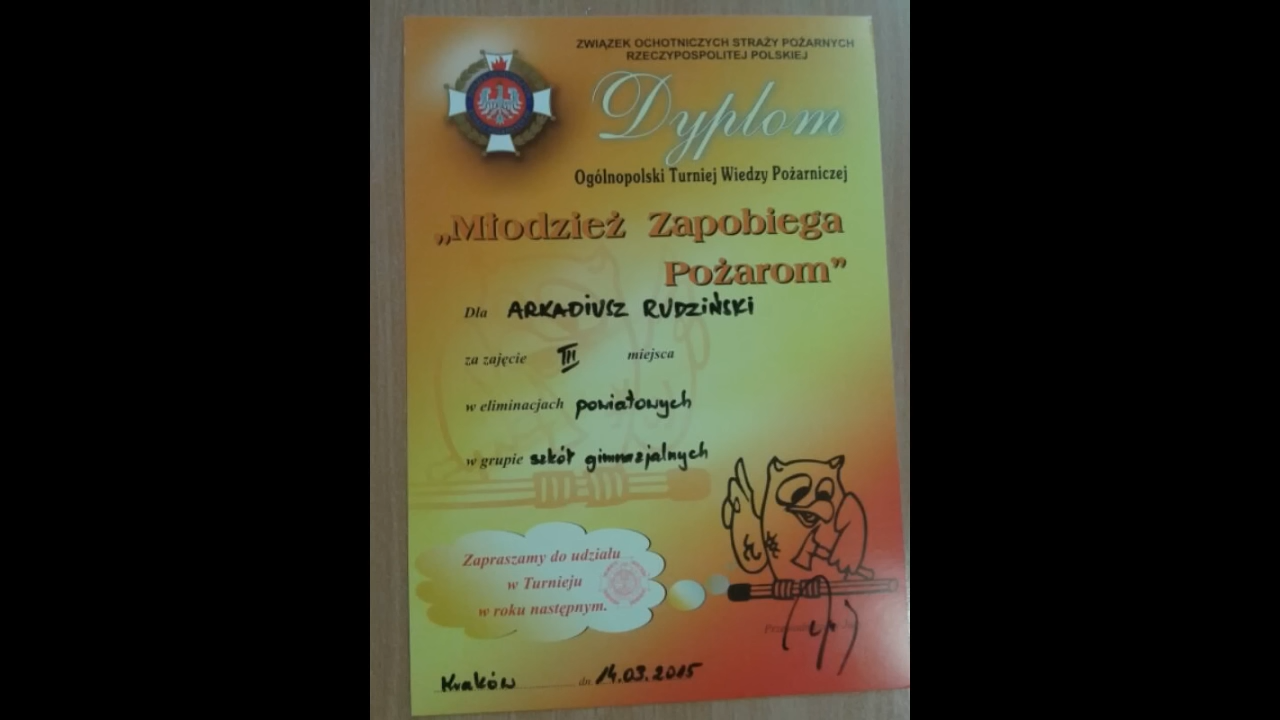 ZWIĄZEK OCHOTNICZYCH STRAŻY POŻARNYCH
RZECZYPOSPOLITEJ POLSKIEJ
Dyplom
Ogólnopolski Turniej Wiedzy Pożarniczej
„Młodzież Zapobiega
Pożarom”
Dla ARKADIUSZ RUDZIŃSKI
za zajęcie III miejsca
w eliminacjach powiatowych
w grupie szkół gimnazjalnych
Zapraszamy do udziału
w Turnieju
w roku następnym.
Kraków dn. 14.03.2015